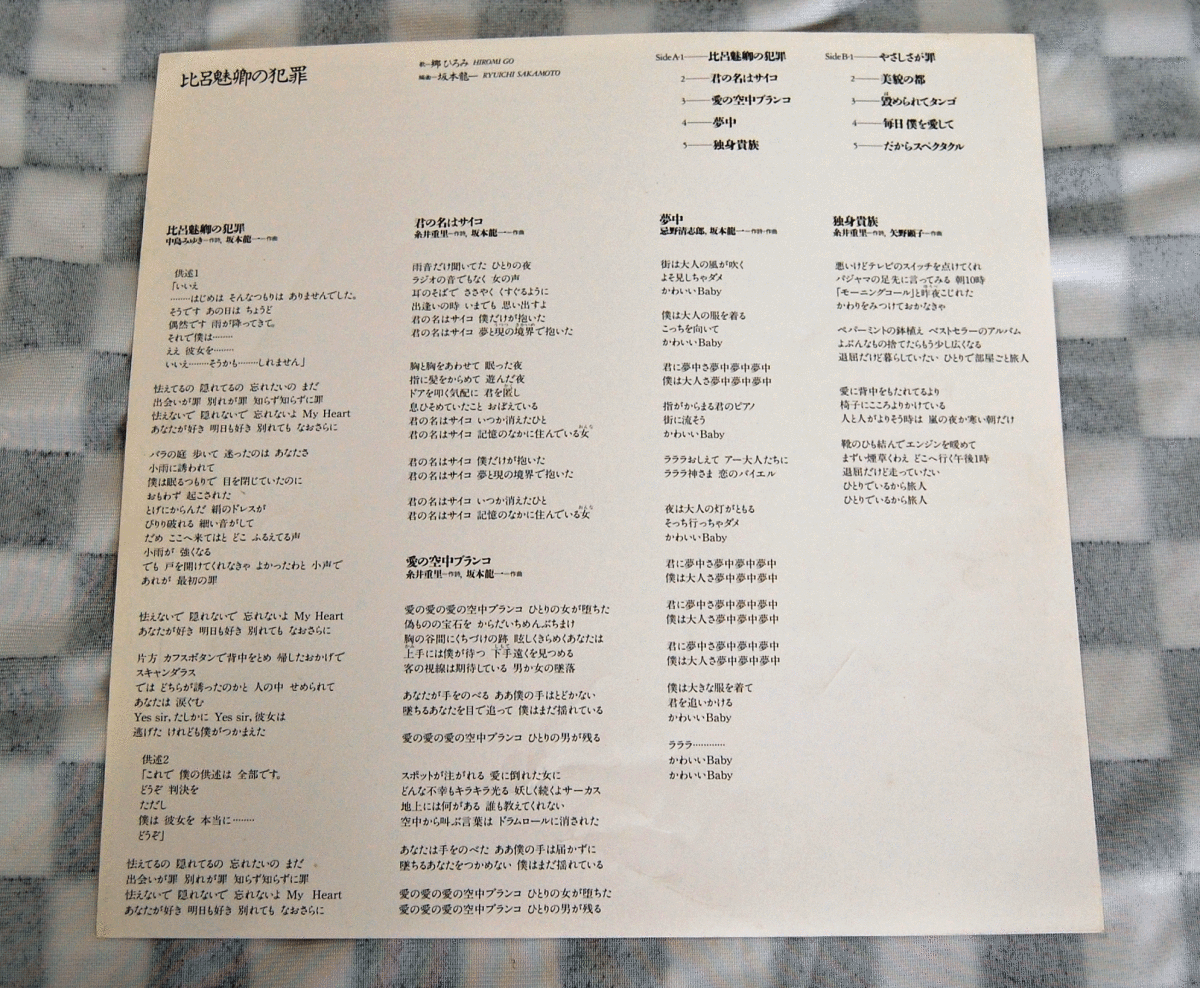 比呂魅卿の犯罪
歌―郷ひろみ HIROMI GO
編曲―坂本龍一 RYUICHI SAKAMOTO
Side A-1―比呂魅卿の犯罪
2―君の名はサイコ
3―愛の空中ブランコ
4―夢中
5―独身貴族
Side B-1―やさしさが罪
2―美貌の都
3―毀められてタンゴ
4―毎日 僕を愛して
5―だからスペクタクル
比呂魅卿の犯罪
中島みゆき―作詩, 坂本龍一―作曲
供述1
「いいえ
………はじめは そんなつもりは ありませんでした。
そうです あの日は ちょうど
偶然です 雨が降ってきて。
それで僕は………
ええ 彼女を………
いいえ………そうかも………しれません」
怯えてるの 隠れてるの 忘れたいの まだ
出会いが罪 別れが罪 知らず知らずに罪
怯えないで 隠れないで 忘れないよ My Heart
あなたが好き 明日も好き 別れても なおさらに
バラの庭 歩いて 迷ったのは あなたさ
小雨に誘われて
僕は眠るつもりで 目を閉じていたのに
おもわず 起こされた
とげにからんだ 絹のドレスが
ぴりり破れる 細い音がして
だめ ここへ来てはと どこ ふるえてる声
小雨が 強くなる
でも 戸を開けてくれなきゃ よかったわと 小声で
あれが 最初の罪
怯えないで 隠れないで 忘れないよ My Heart
あなたが好き 明日も好き 別れても なおさらに
片方 カフスボタンで背中をとめ 帰したおかげで
スキャンダラス
では どちらが誘ったのかと 人の中 せめられて
あなたは 涙ぐむ
Yes sir, たしかに Yes sir, 彼女は
逃げた けれども僕がつかまえた
供述2
「これで 僕の供述は 全部です。
どうぞ 判決を
ただし
僕は 彼女を 本当に………
どうぞ」
怯えてるの 隠れてるの 忘れたいの まだ
出会いが罪 別れが罪 知らず知らずに罪
怯えないで 隠れないで 忘れないよ My Heart
あなたが好き 明日も好き 別れても なおさらに
君の名はサイコ
糸井重里―作詩, 坂本龍一―作曲
雨音だけ聞いてた ひとりの夜
ラジオの音でもなく 女の声
耳のそばで ささやく くすぐるように
出逢いの時 いまでも 思い出すよ
君の名はサイコ 僕だけが抱いた
君の名はサイコ 夢と現の境界で抱いた
胸と胸をあわせて 眠った夜
指に髪をからめて 遊んだ夜
ドアを叩く気配に 君を匿し
息ひそめていたこと おぼえている
君の名はサイコ いつか消えたひと
君の名はサイコ 記憶のなかに住んでいる女
君の名はサイコ 僕だけが抱いた
君の名はサイコ 夢と現の境界で抱いた
君の名はサイコ いつか消えたひと
君の名はサイコ 記憶のなかに住んでいる女
愛の空中ブランコ
糸井重里―作詩, 坂本龍一―作曲
愛の愛の愛の空中ブランコ ひとりの女が堕ちた
偽ものの宝石を からだいちめんぶちまけ
胸の谷間にくちづけの跡 眩しくきらめくあなたは
上手には僕が待つ 下手遠くを見つめる
客の視線は期待している 男か女の墜落
あなたが手をのべる ああ僕の手はとどかない
墜ちるあなたを目で追って 僕はまだ揺れている
愛の愛の愛の空中ブランコ ひとりの男が残る
スポットが注がれる 愛に倒れた女に
どんな不幸もキラキラ光る 妖しく続くよサーカス
地上には何がある 誰も教えてくれない
空中から叫ぶ言葉は ドラムロールに消された
あなたは手をのべた ああ僕の手は届かずに
墜ちるあなたをつかめない 僕はまだ揺れている
愛の愛の愛の空中ブランコ ひとりの女が堕ちた
愛の愛の愛の空中ブランコ ひとりの男が残る
夢中
忌野清志郎, 坂本龍一―作詩・作曲
街は大人の風が吹く
よそ見しちゃダメ
かわいいBaby
僕は大人の服を着る
こっちを向いて
かわいいBaby
君に夢中さ夢中夢中夢中
僕は大人さ夢中夢中夢中
指がからまる君のピアノ
街に流そう
かわいいBaby
ラララおしえて アー大人たちに
ラララ神さま 恋のバイエル
夜は大人の灯がともる
そっち行っちゃダメ
かわいいBaby
君に夢中さ夢中夢中夢中
僕は大人さ夢中夢中夢中
君に夢中さ夢中夢中夢中
僕は大人さ夢中夢中夢中
君に夢中さ夢中夢中夢中
僕は大人さ夢中夢中夢中
僕は大きな服を着て
君を追いかける
かわいいBaby
ラララ…………
かわいいBaby
かわいいBaby
独身貴族
糸井重里―作詩, 矢野顕子―作曲
悪いけどテレビのスイッチを点けてくれ
パジャマの足先に言ってみる 朝10時
「モーニングコール」と昨夜こじれた
かわりをみつけておかなきゃ
ペパーミントの鉢植え ベストセラーのアルバム
よぶんなもの捨てたらもう少し広くなる
退屈だけど暮らしていたい ひとりで部屋ごと旅人
愛に背中をもたれてるより
椅子にこころよりかけている
人と人がよりそう時は 嵐の夜か寒い朝だけ
靴のひも結んでエンジンを暖めて
まずい煙草くわえ どこへ行く午後1時
退屈だけど走っていたい
ひとりでいるから旅人
ひとりでいるから旅人